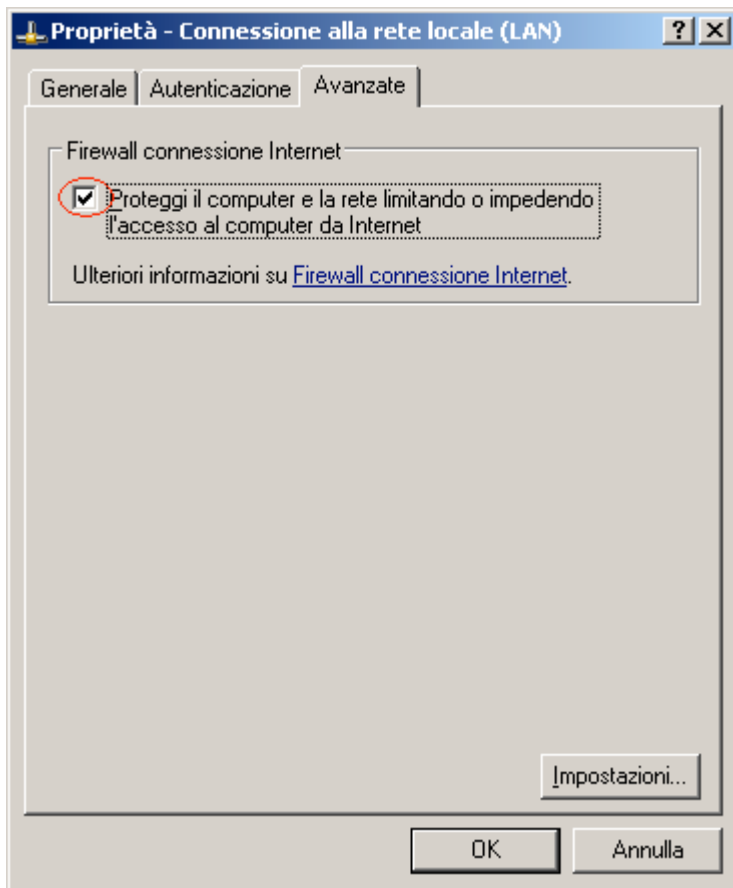 Proprietà - Connessione alla rete locale (LAN)
Generale Autenticazione Avanzate
Firewall connessione Internet
Proteggi il computer e la rete limitando o impedendo
l'accesso al computer da Internet
Ulteriori informazioni su Firewall connessione Internet.
Impostazioni...
OK Annulla